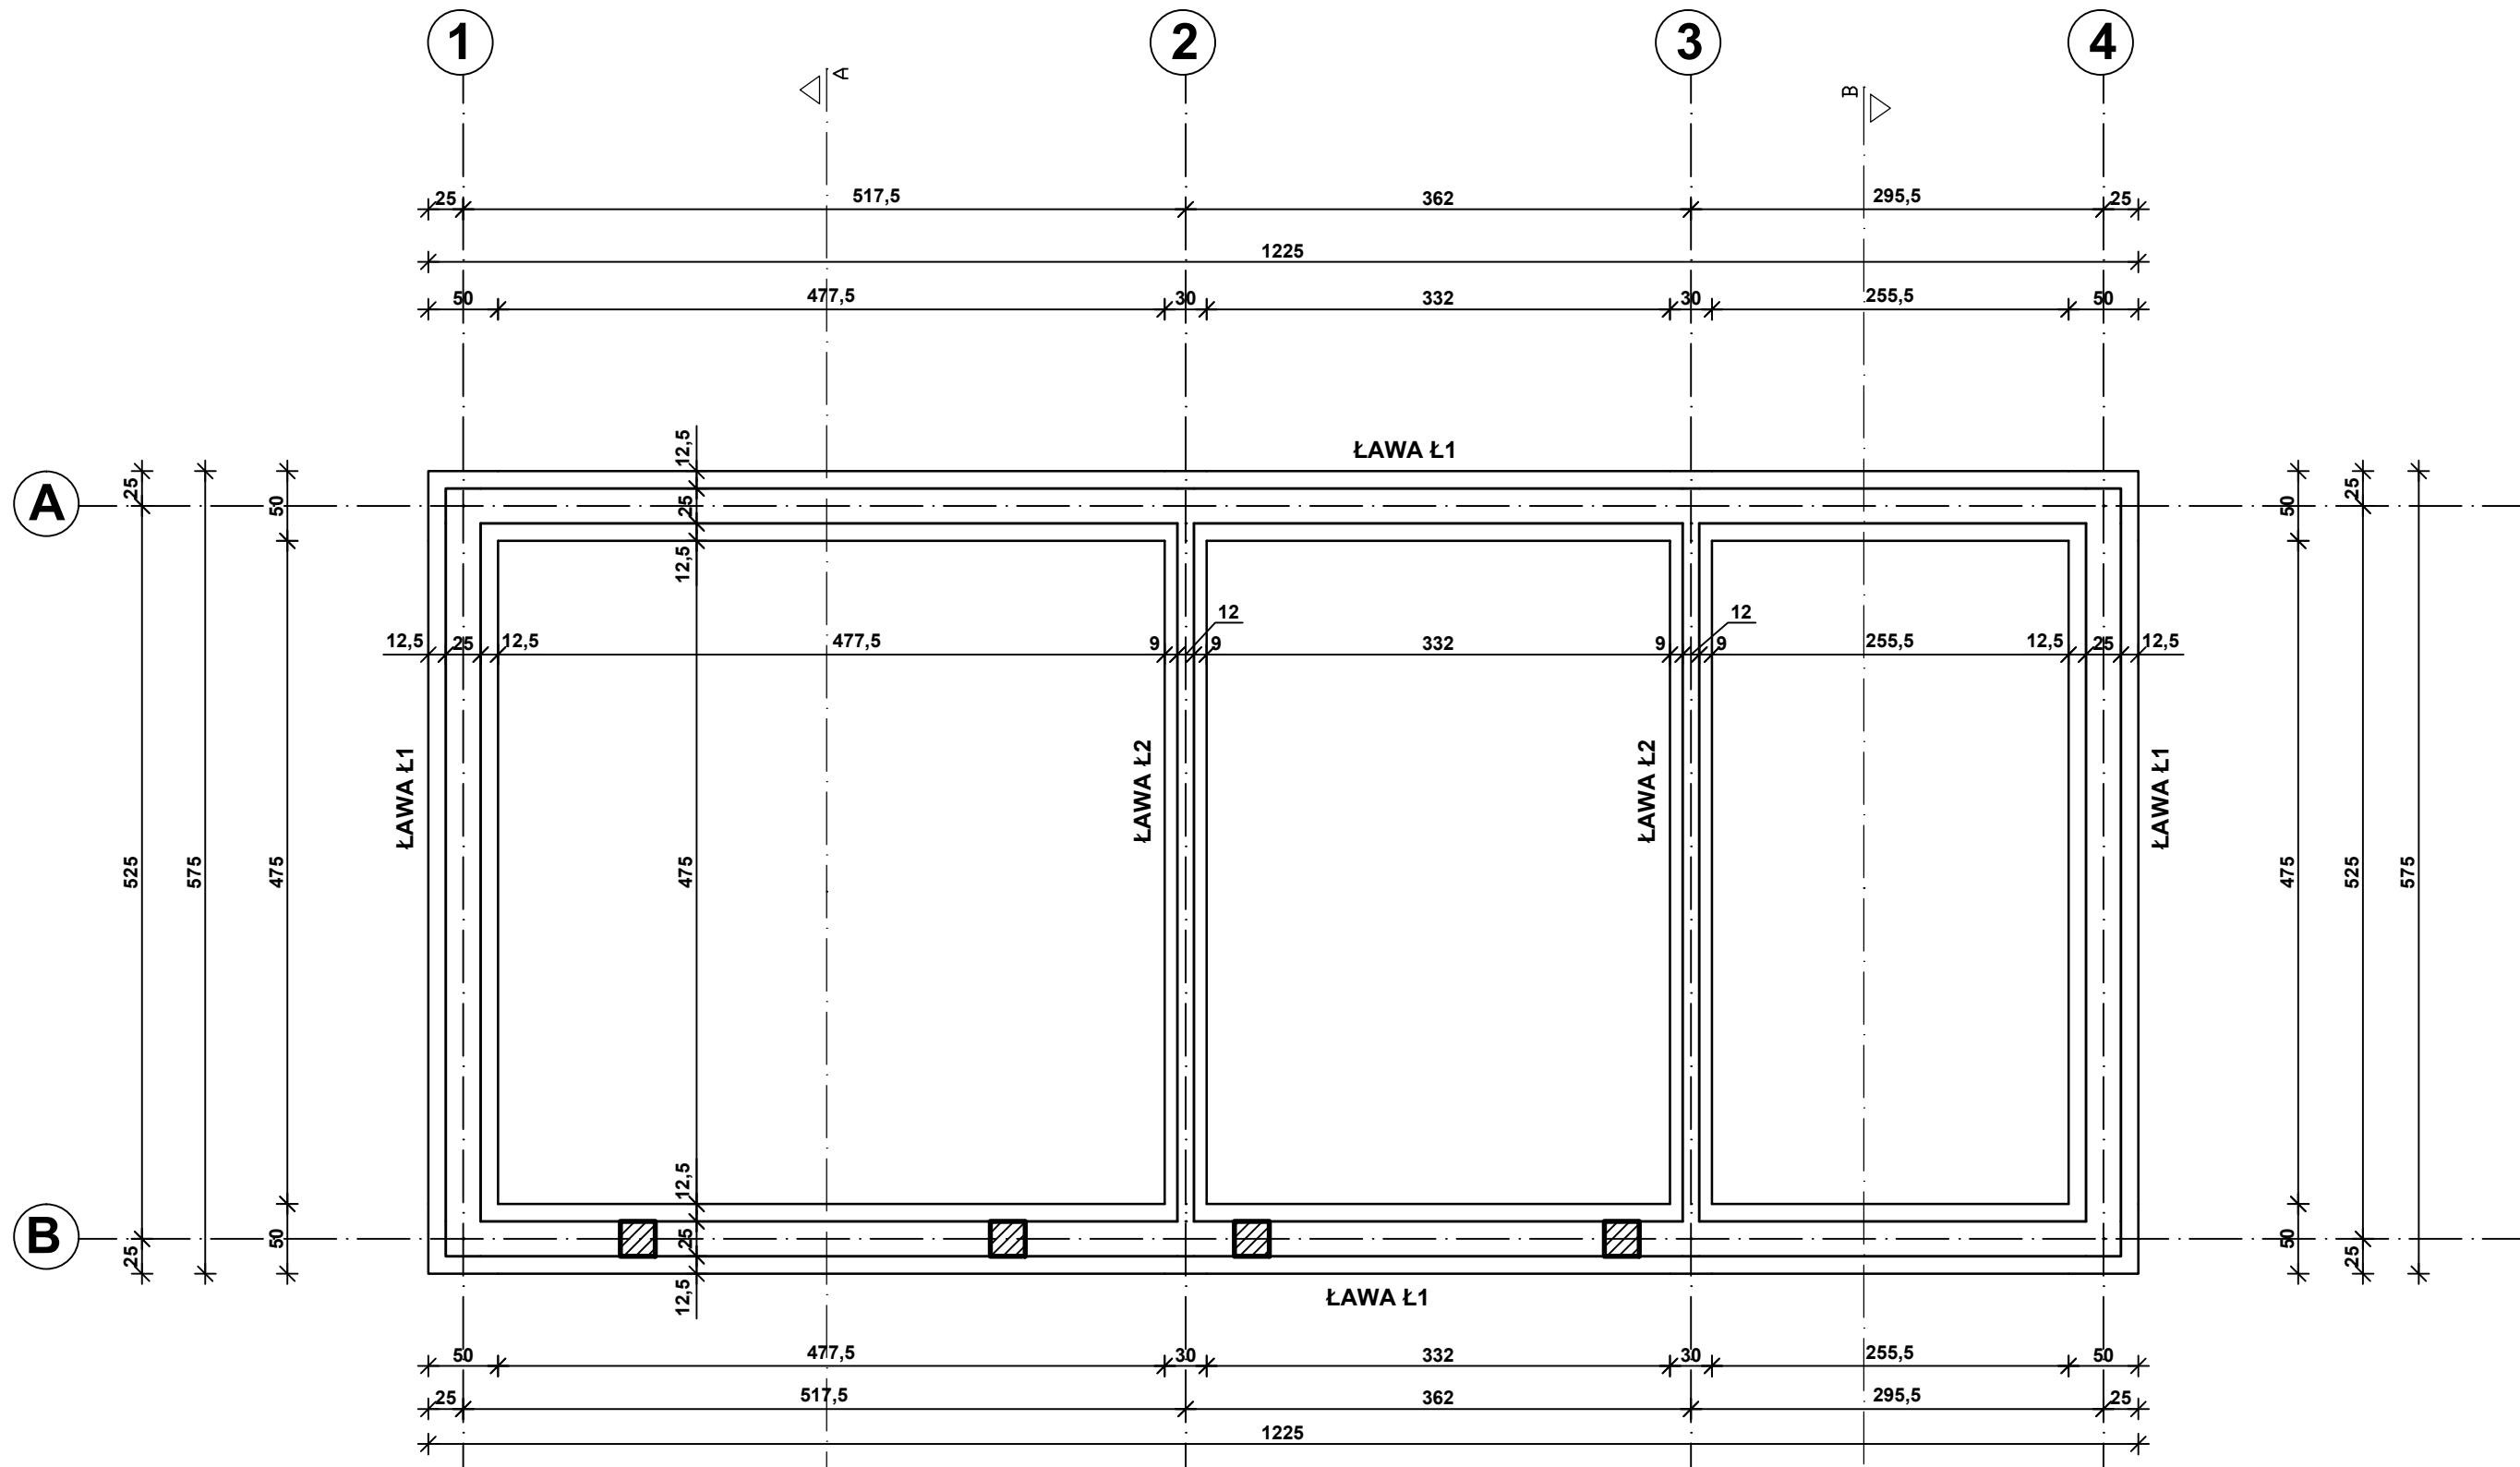 1 2 3 4
A B
25 517,5 362 295,5 25
1225
50 477,5 30 332 30 255,5 50
ŁAWA Ł1
12,5
A
25 50 25 50 25
12,5
12 12
12,5 25 12,5 477,5 9 9 332 9 9 255,5 12,5 25 12,5
ŁAWA Ł1 ŁAWA Ł2 ŁAWA Ł2 ŁAWA Ł1
525 575 475 475 475 525 575
12,5
B
25 50 25 50 25
12,5
ŁAWA Ł1
50 477,5 30 332 30 255,5 50
25 517,5 362 295,5 25
1225